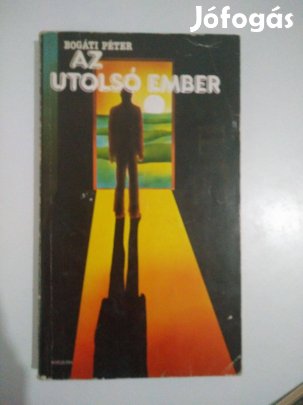 Jófogás
BOGÁTI PÉTER
AZ
UTOLSÓ EMBER